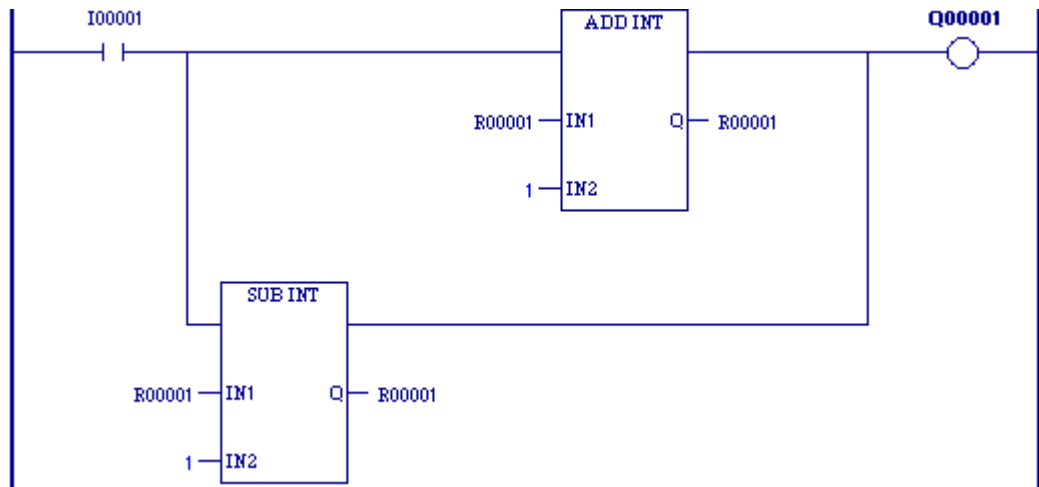 I00001
ADD INT
Q00001
R00001 IN1 Q R00001
1 IN2
SUB INT
R00001 IN1 Q R00001
1 IN2